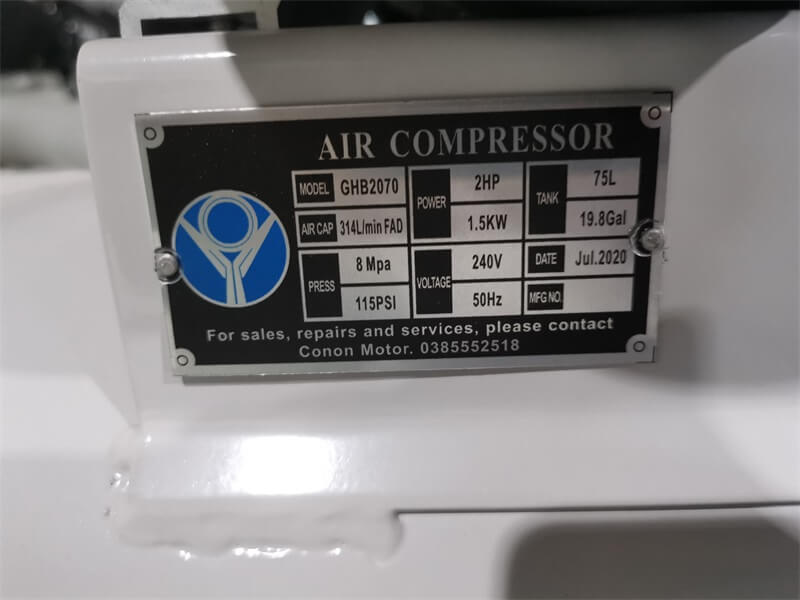 AIR COMPRESSOR
MODEL GHB2070
AIR CAP 314L/min FAD
PRESS 8 Mpa
115PSI
POWER 2HP
1.5KW
VOLTAGE 240V
50Hz
TANK 75L
19.8Gal
DATE Jul.2020
MFG NO.
For sales, repairs and services, please contact
Conon Motor. 0385552518